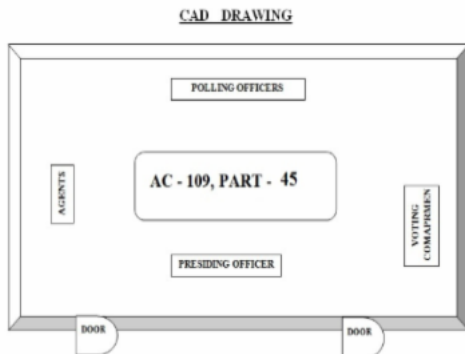 CAD DRAWING
POLLING OFFICERS
AGENTS
AC - 109, PART - 45
VOTING
COMAPRMEN
PRESIDING OFFICER
DOOR
DOOR